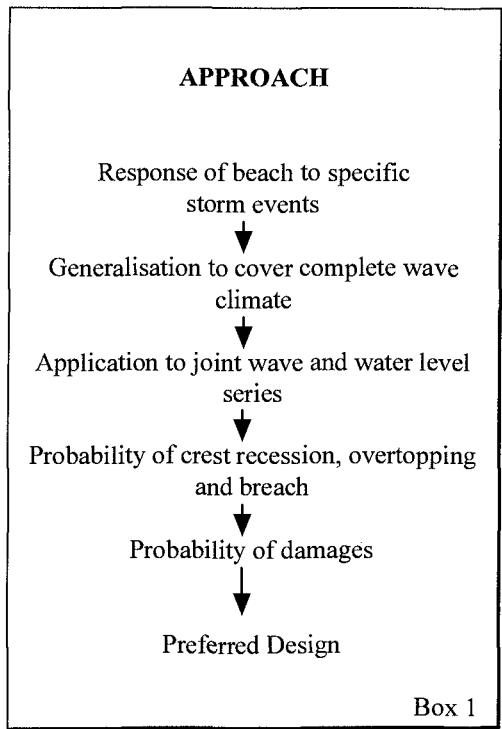 APPROACH
Response of beach to specific
storm events
Generalisation to cover complete wave
climate
Application to joint wave and water level
series
Probability of crest recession, overtopping
and breach
Probability of damages
Preferred Design
Box 1